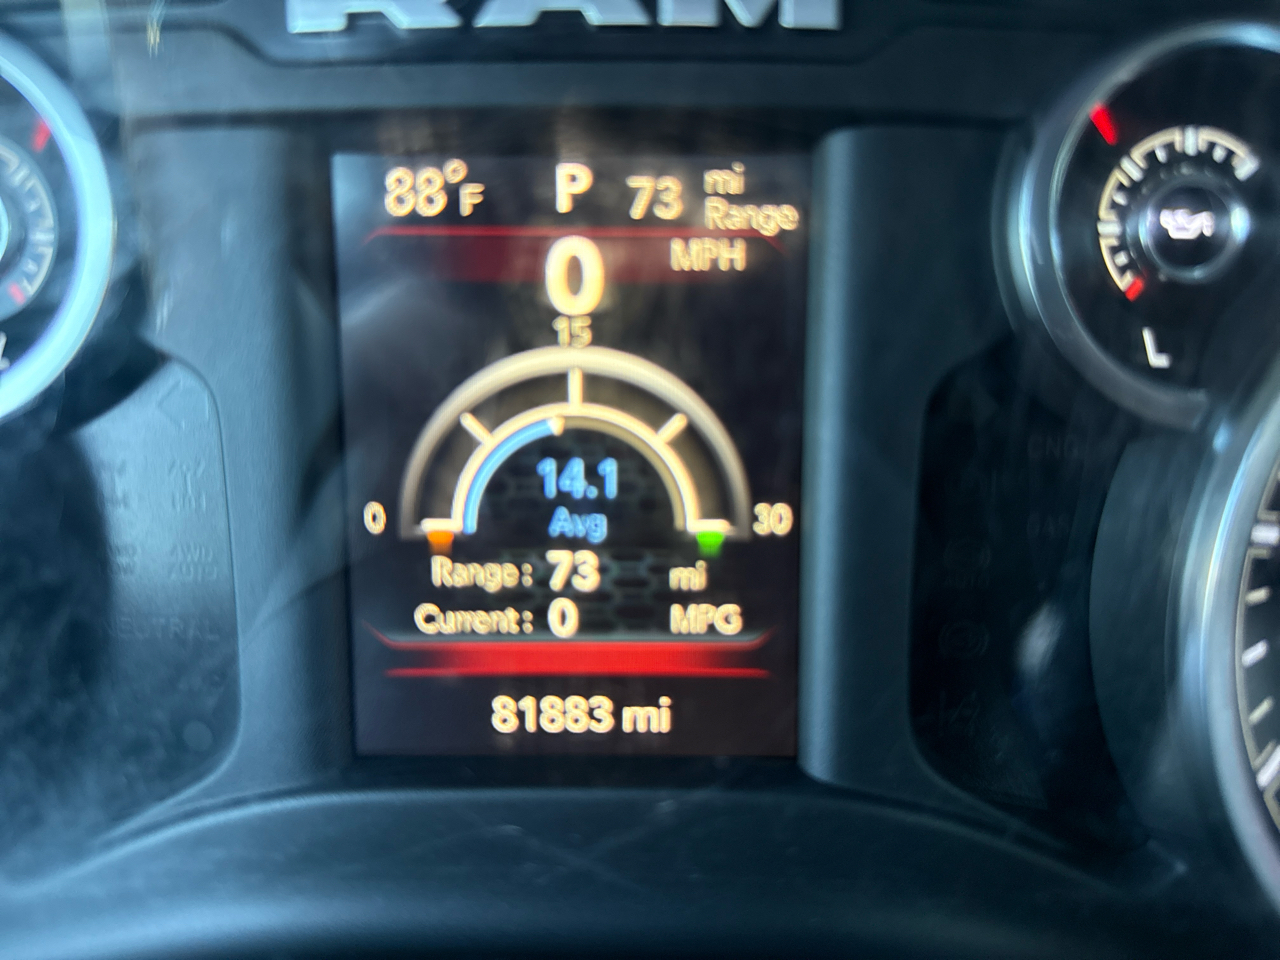 RAM
88°F P 73 mi Range
0 MPH
15
0 30
14.1
Avg
Range: 73 mi
Current: 0 MPG
81883 mi
L